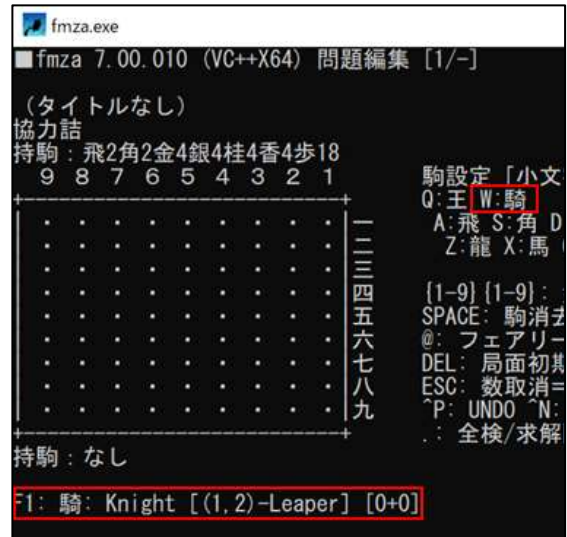 fmza.exe
■fmza 7.00.010 (VC++X64) 問題編集 [1/-]
(タイトルなし)
協力詰
持駒：飛2角2金4銀4桂4香4歩18
9 8 7 6 5 4 3 2 1
一
二
三
四
五
六
七
八
九
持駒：なし
駒設定「小文
Q:王 W:騎
A:飛 S:角 D
Z:龍 X:馬
{1-9}{1-9}:
SPACE: 駒消去
@: フェアリー
DEL: 局面初期
ESC: 数取消=
^P: UNDO ^N:
.: 全検/求解
F1: 騎: Knight [(1,2)-Leaper] [0+0]